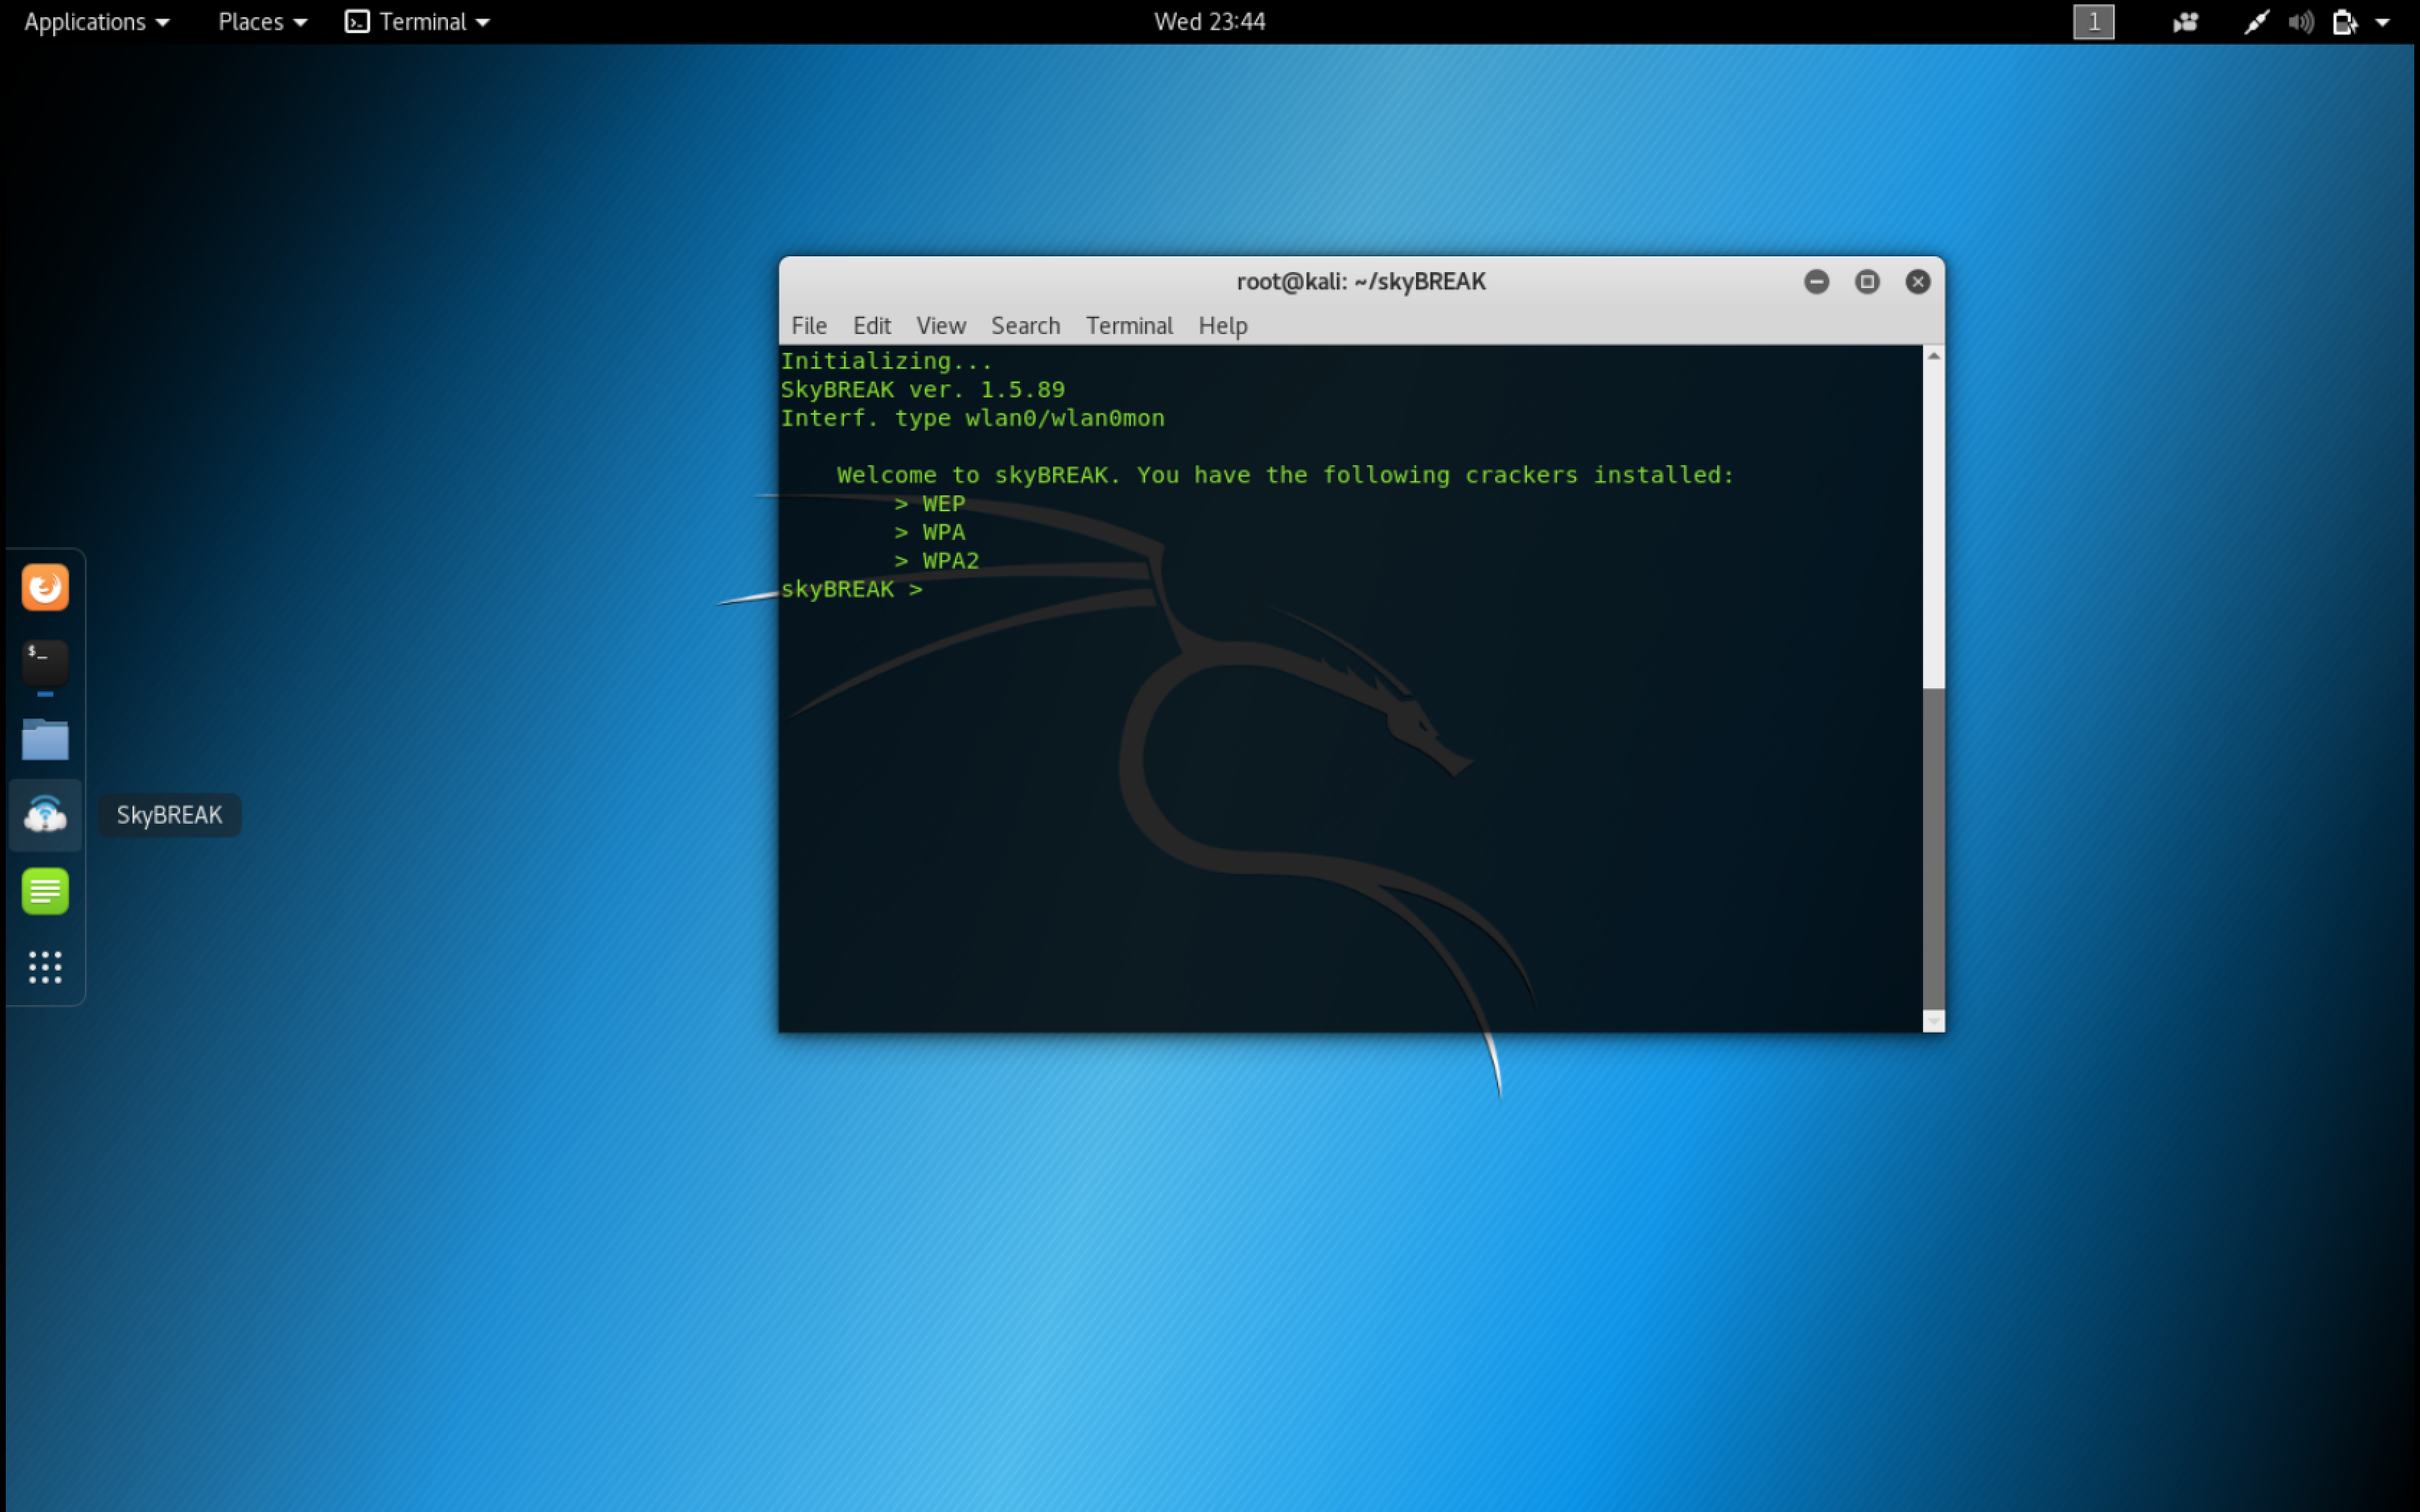 Applications Places Terminal Wed 23:44 1
root@kali: ~/skyBREAK
File Edit View Search Terminal Help
Initializing...
SkyBREAK ver. 1.5.89
Interf. type wlan0/wlan0mon
Welcome to skyBREAK. You have the following crackers installed:
> WEP
> WPA
> WPA2
skyBREAK >
$_
SkyBREAK